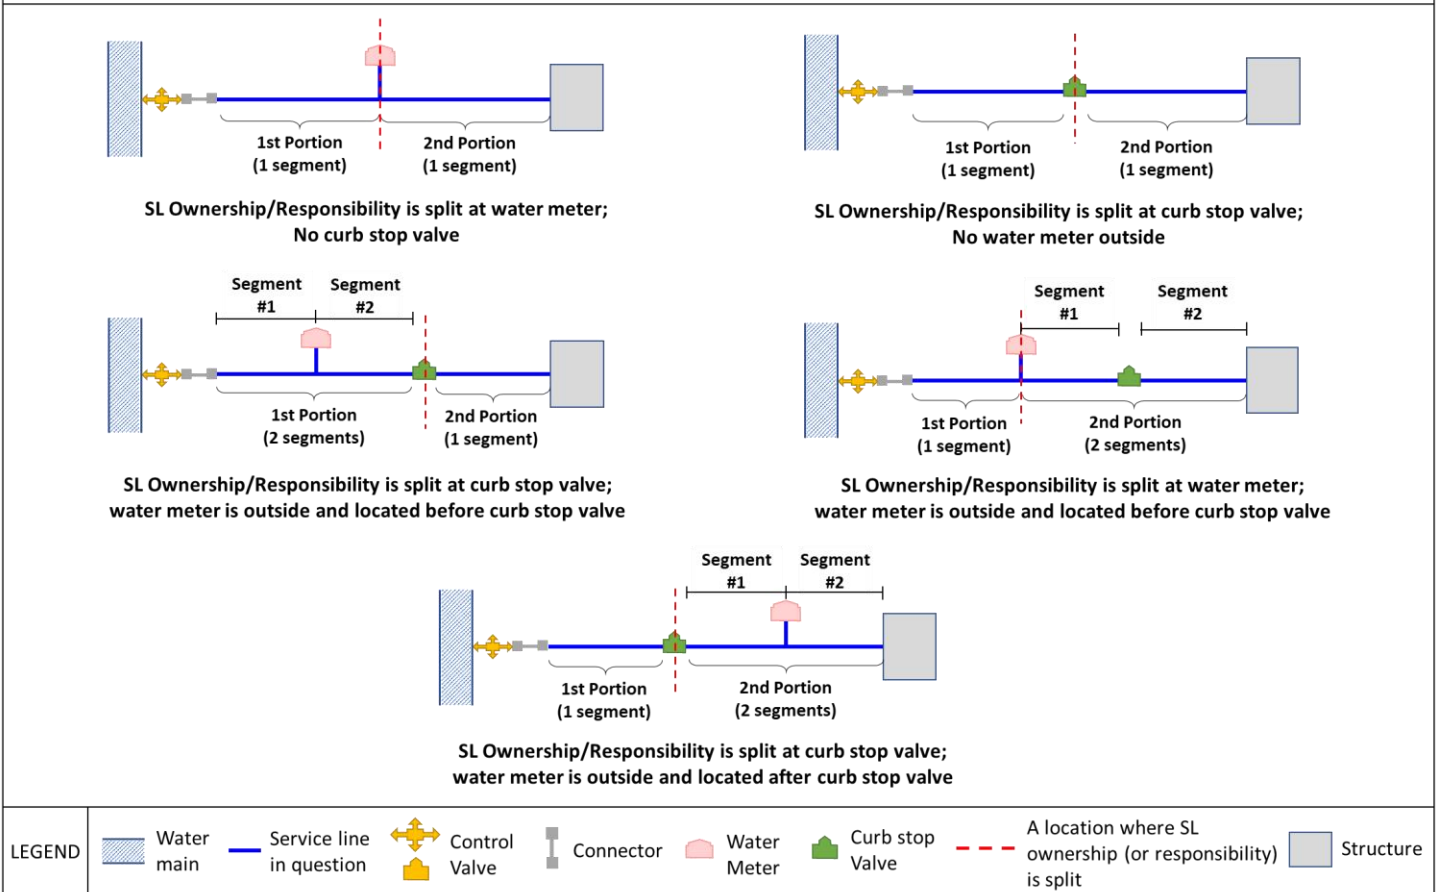 1st Portion
(1 segment)
2nd Portion
(1 segment)
SL Ownership/Responsibility is split at water meter;
No curb stop valve
1st Portion
(1 segment)
2nd Portion
(1 segment)
SL Ownership/Responsibility is split at curb stop valve;
No water meter outside
Segment
#1
Segment
#2
1st Portion
(2 segments)
2nd Portion
(1 segment)
SL Ownership/Responsibility is split at curb stop valve;
water meter is outside and located before curb stop valve
Segment
#1
Segment
#2
1st Portion
(1 segment)
2nd Portion
(2 segments)
SL Ownership/Responsibility is split at water meter;
water meter is outside and located before curb stop valve
Segment
#1
Segment
#2
1st Portion
(1 segment)
2nd Portion
(2 segments)
SL Ownership/Responsibility is split at curb stop valve;
water meter is outside and located after curb stop valve
LEGEND
Water
main
Service line
in question
Control
Valve
Connector
Water
Meter
Curb stop
Valve
A location where SL
ownership (or responsibility)
is split
Structure